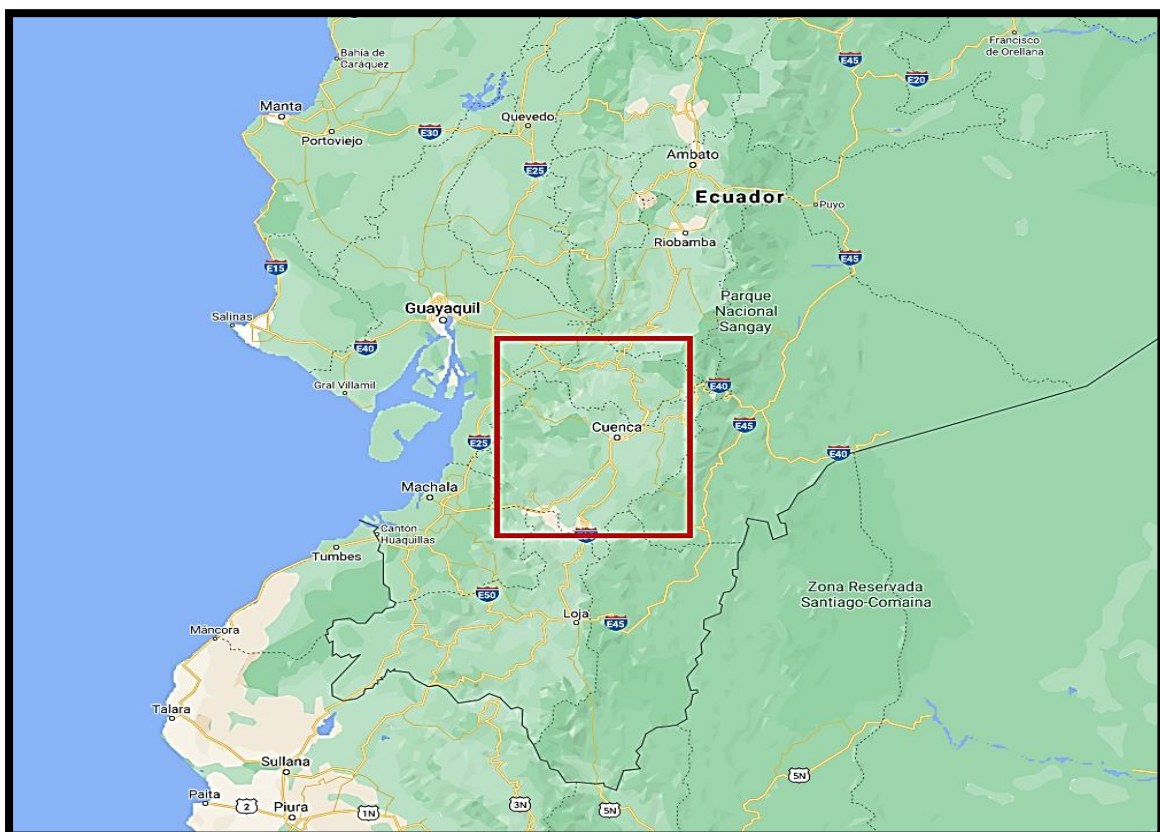 Francisco
de Orellana
Bahía de
Caráquez
E45
E20
Manta
Quevedo
E30
Portoviejo
Ambato
E25
Ecuador
Puyo
Riobamba
E45
E15
Parque
Nacional
Sangay
Guayaquil
Salinas
E40
Gral Villamil
E40
Cuenca
E45
E25
E40
Machala
Cantón
Huaquillas
Tumbes
Zona Reservada
Santiago-Comaina
E50
Loja
E45
Máncora
Talara
Sullana
5N
Paita
2
Piura
1N
3N
5N